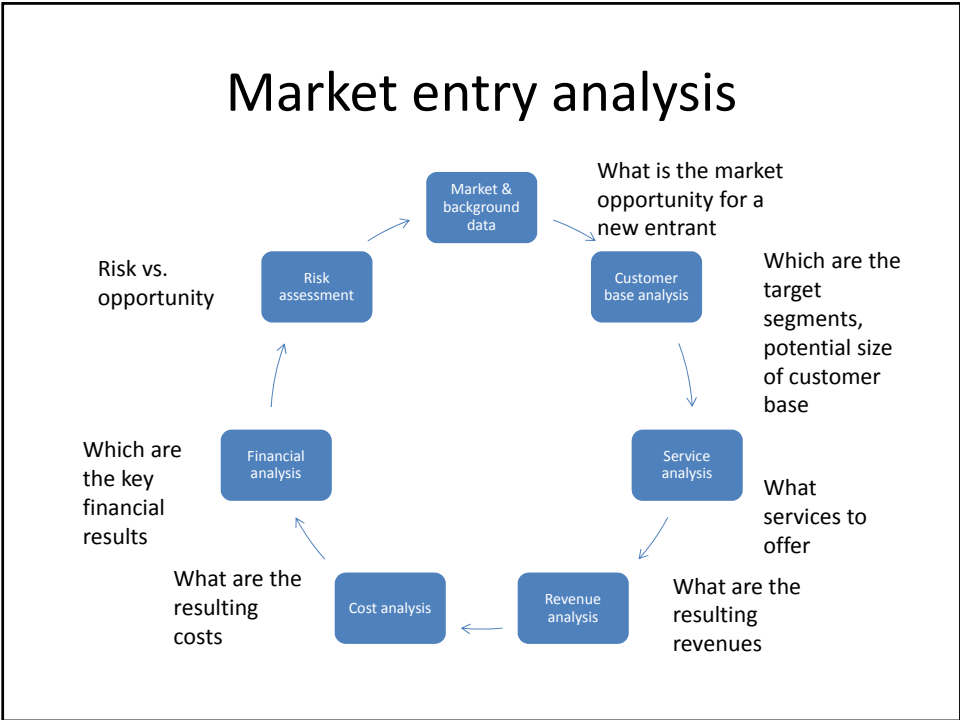 Market entry analysis
Market &
background
data
What is the market
opportunity for a
new entrant
Customer
base analysis
Which are the
target
segments,
potential size
of customer
base
Service
analysis
What
services to
offer
Revenue
analysis
What are the
resulting
revenues
Cost analysis
What are the
resulting
costs
Financial
analysis
Which are
the key
financial
results
Risk
assessment
Risk vs.
opportunity